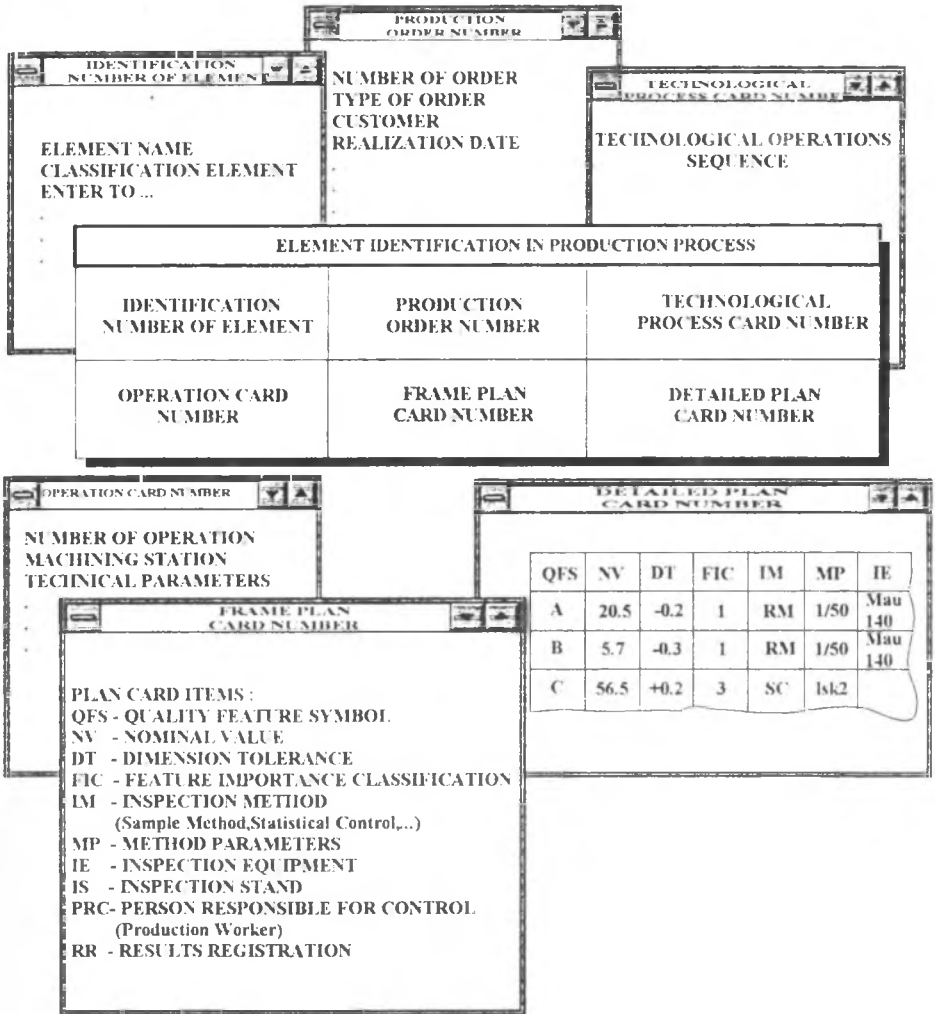 PRODUCTION
ORDER NUMBER
NUMBER OF ORDER
TYPE OF ORDER
CUSTOMER
REALIZATION DATE
IDENTIFICATION
NUMBER OF ELEMENT
ELEMENT NAME
CLASSIFICATION ELEMENT
ENTER TO ...
TECHNOLOGICAL
PROCESS CARD NUMBE
TECHNOLOGICAL OPERATIONS
SEQUENCE
ELEMENT IDENTIFICATION IN PRODUCTION PROCESS
IDENTIFICATION
NUMBER OF ELEMENT
PRODUCTION
ORDER NUMBER
TECHNOLOGICAL
PROCESS CARD NUMBER
OPERATION CARD
NUMBER
FRAME PLAN
CARD NUMBER
DETAILED PLAN
CARD NUMBER
OPERATION CARD NUMBER
NUMBER OF OPERATION
MACHINING STATION
TECHNICAL PARAMETERS
DETAILED PLAN
CARD NUMBER
QFS NV DT FIC IM MP IE
A 20.5 -0.2 1 RM 1/50 Mau 140
B 5.7 -0.3 1 RM 1/50 Mau 140
C 56.5 +0.2 3 SC lsk2
FRAME PLAN
CARD NUMBER
PLAN CARD ITEMS :
QFS - QUALITY FEATURE SYMBOL
NV - NOMINAL VALUE
DT - DIMENSION TOLERANCE
FIC - FEATURE IMPORTANCE CLASSIFICATION
IM - INSPECTION METHOD
(Sample Method,Statistical Control,...)
MP - METHOD PARAMETERS
IE - INSPECTION EQUIPMENT
IS - INSPECTION STAND
PRC- PERSON RESPONSIBLE FOR CONTROL
(Production Worker)
RR - RESULTS REGISTRATION